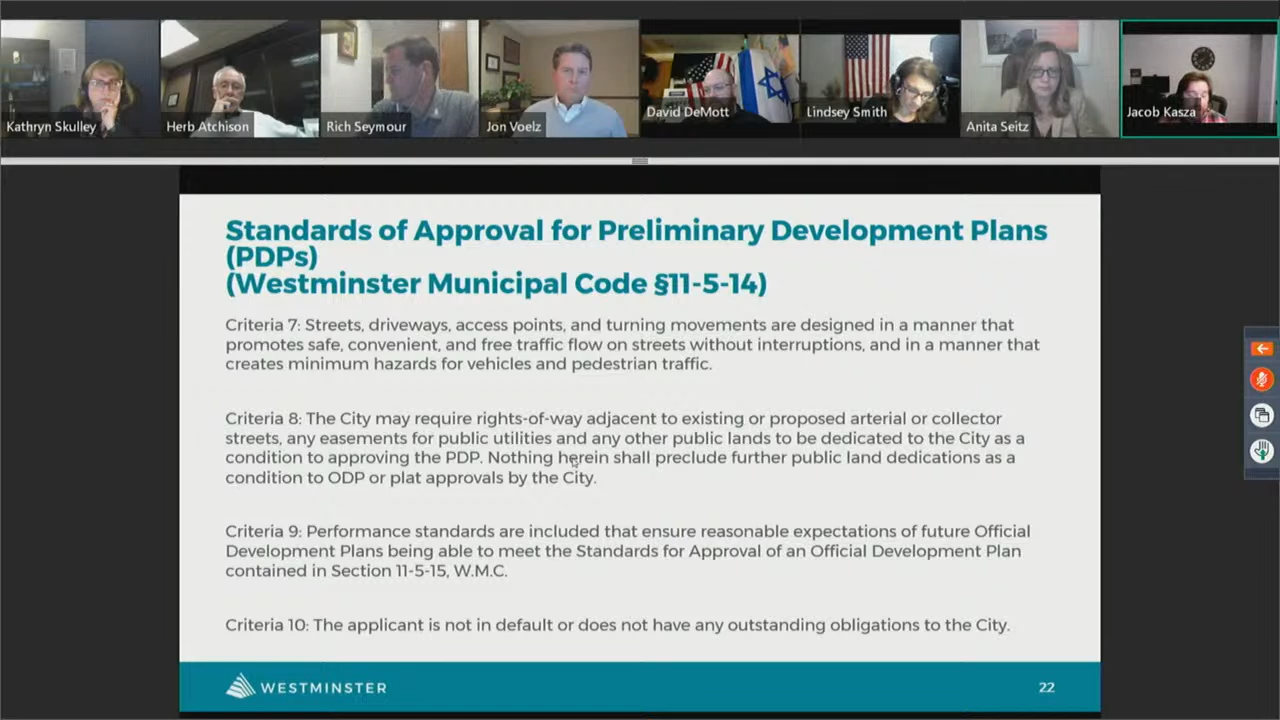 Kathryn Skulley
Herb Atchison
Rich Seymour
Jon Voelz
David DeMott
Lindsey Smith
Anita Seitz
Jacob Kasza
Standards of Approval for Preliminary Development Plans
(PDPs)
(Westminster Municipal Code §11-5-14)
Criteria 7: Streets, driveways, access points, and turning movements are designed in a manner that
promotes safe, convenient, and free traffic flow on streets without interruptions, and in a manner that
creates minimum hazards for vehicles and pedestrian traffic.
Criteria 8: The City may require rights-of-way adjacent to existing or proposed arterial or collector
streets, any easements for public utilities and any other public lands to be dedicated to the City as a
condition to approving the PDP. Nothing herein shall preclude further public land dedications as a
condition to ODP or plat approvals by the City.
Criteria 9: Performance standards are included that ensure reasonable expectations of future Official
Development Plans being able to meet the Standards for Approval of an Official Development Plan
contained in Section 11-5-15, W.M.C.
Criteria 10: The applicant is not in default or does not have any outstanding obligations to the City.
WESTMINSTER
22